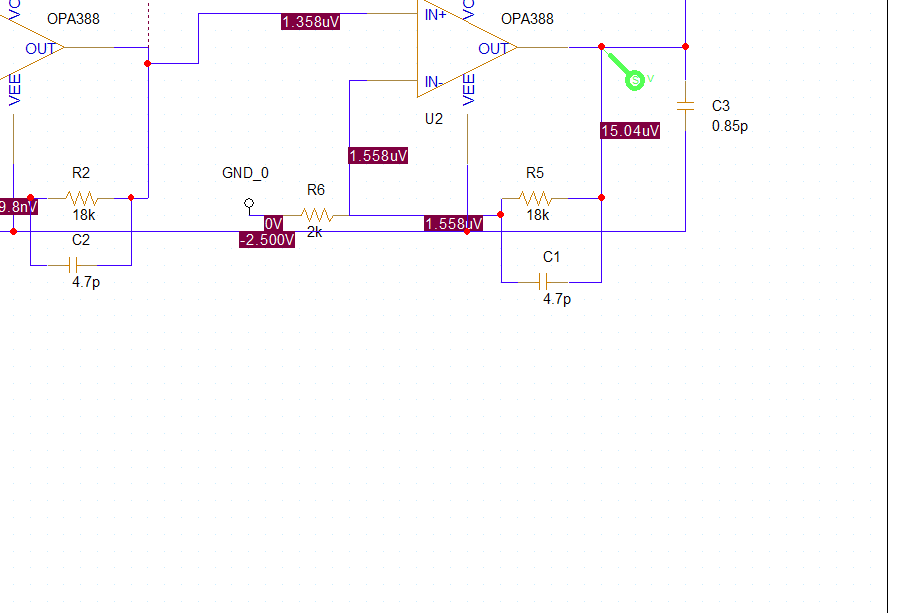 OPA388
OPA388
1.358uV
IN+
OUT
OUT
V
VEE
VEE
IN-
C3
0.85p
U2
15.04uV
1.558uV
GND_0
R2
R5
R6
9.8nV
18k
18k
0V
1.558uV
2k
-2.500V
C2
C1
4.7p
4.7p